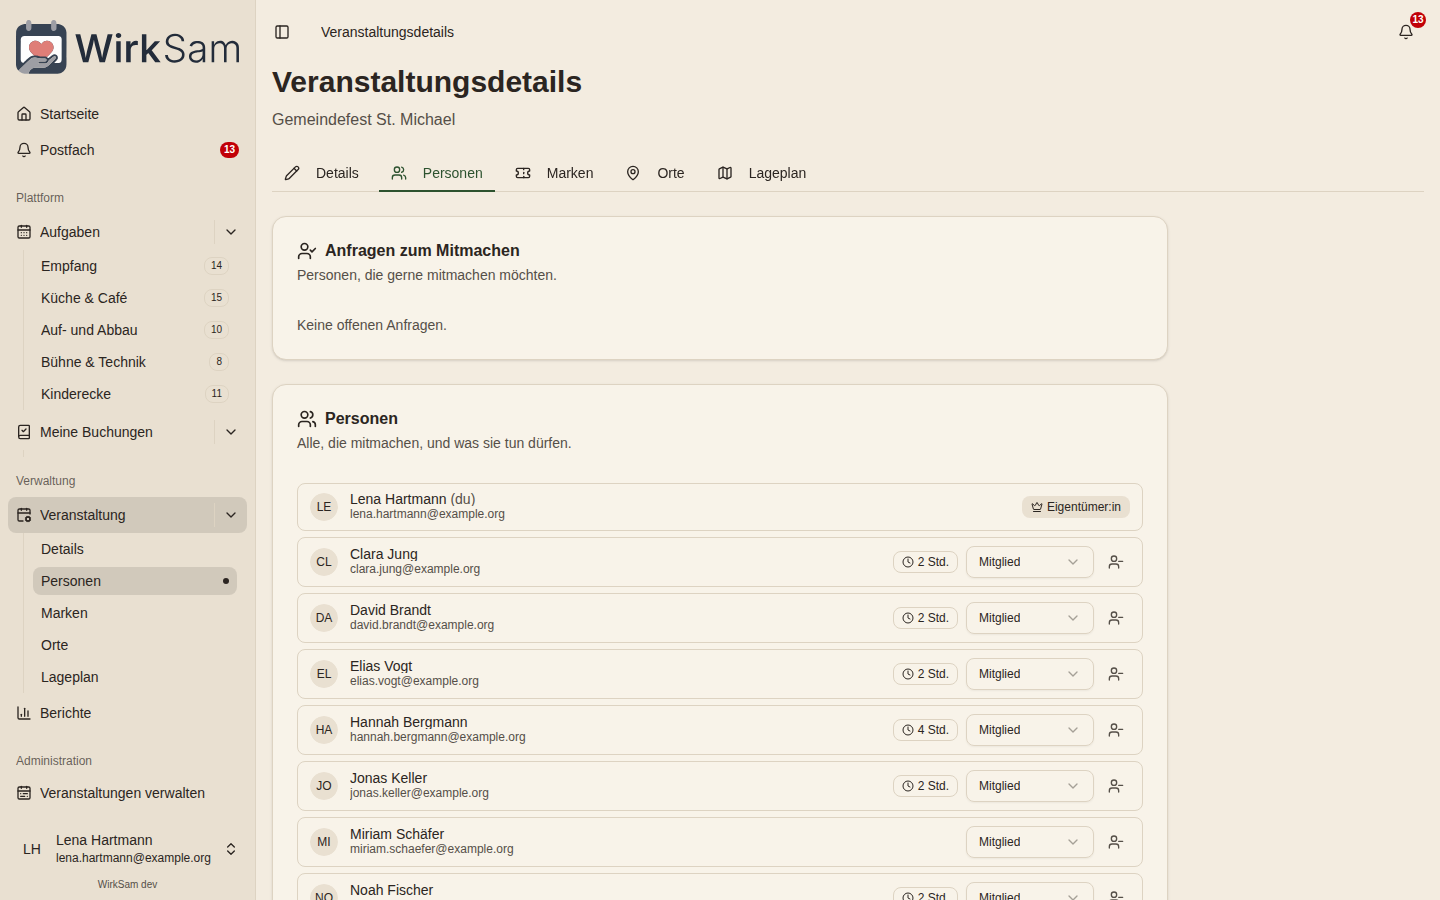 WirkSam
Startseite
Postfach 13
Plattform
Aufgaben
Empfang 14
Küche & Café 15
Auf- und Abbau 10
Bühne & Technik 8
Kinderecke 11
Meine Buchungen
Verwaltung
Veranstaltung
Details
Personen
Marken
Orte
Lageplan
Berichte
Administration
Veranstaltungen verwalten
LH Lena Hartmann
lena.hartmann@example.org
WirkSam dev
Veranstaltungsdetails
13
Veranstaltungsdetails
Gemeindefest St. Michael
Details Personen Marken Orte Lageplan
Anfragen zum Mitmachen
Personen, die gerne mitmachen möchten.
Keine offenen Anfragen.
Personen
Alle, die mitmachen, und was sie tun dürfen.
LE Lena Hartmann (du) Eigentümer:in
lena.hartmann@example.org
CL Clara Jung 2 Std. Mitglied
clara.jung@example.org
DA David Brandt 2 Std. Mitglied
david.brandt@example.org
EL Elias Vogt 2 Std. Mitglied
elias.vogt@example.org
HA Hannah Bergmann 4 Std. Mitglied
hannah.bergmann@example.org
JO Jonas Keller 2 Std. Mitglied
jonas.keller@example.org
MI Miriam Schäfer Mitglied
miriam.schaefer@example.org
NO Noah Fischer 2 Std. Mitglied